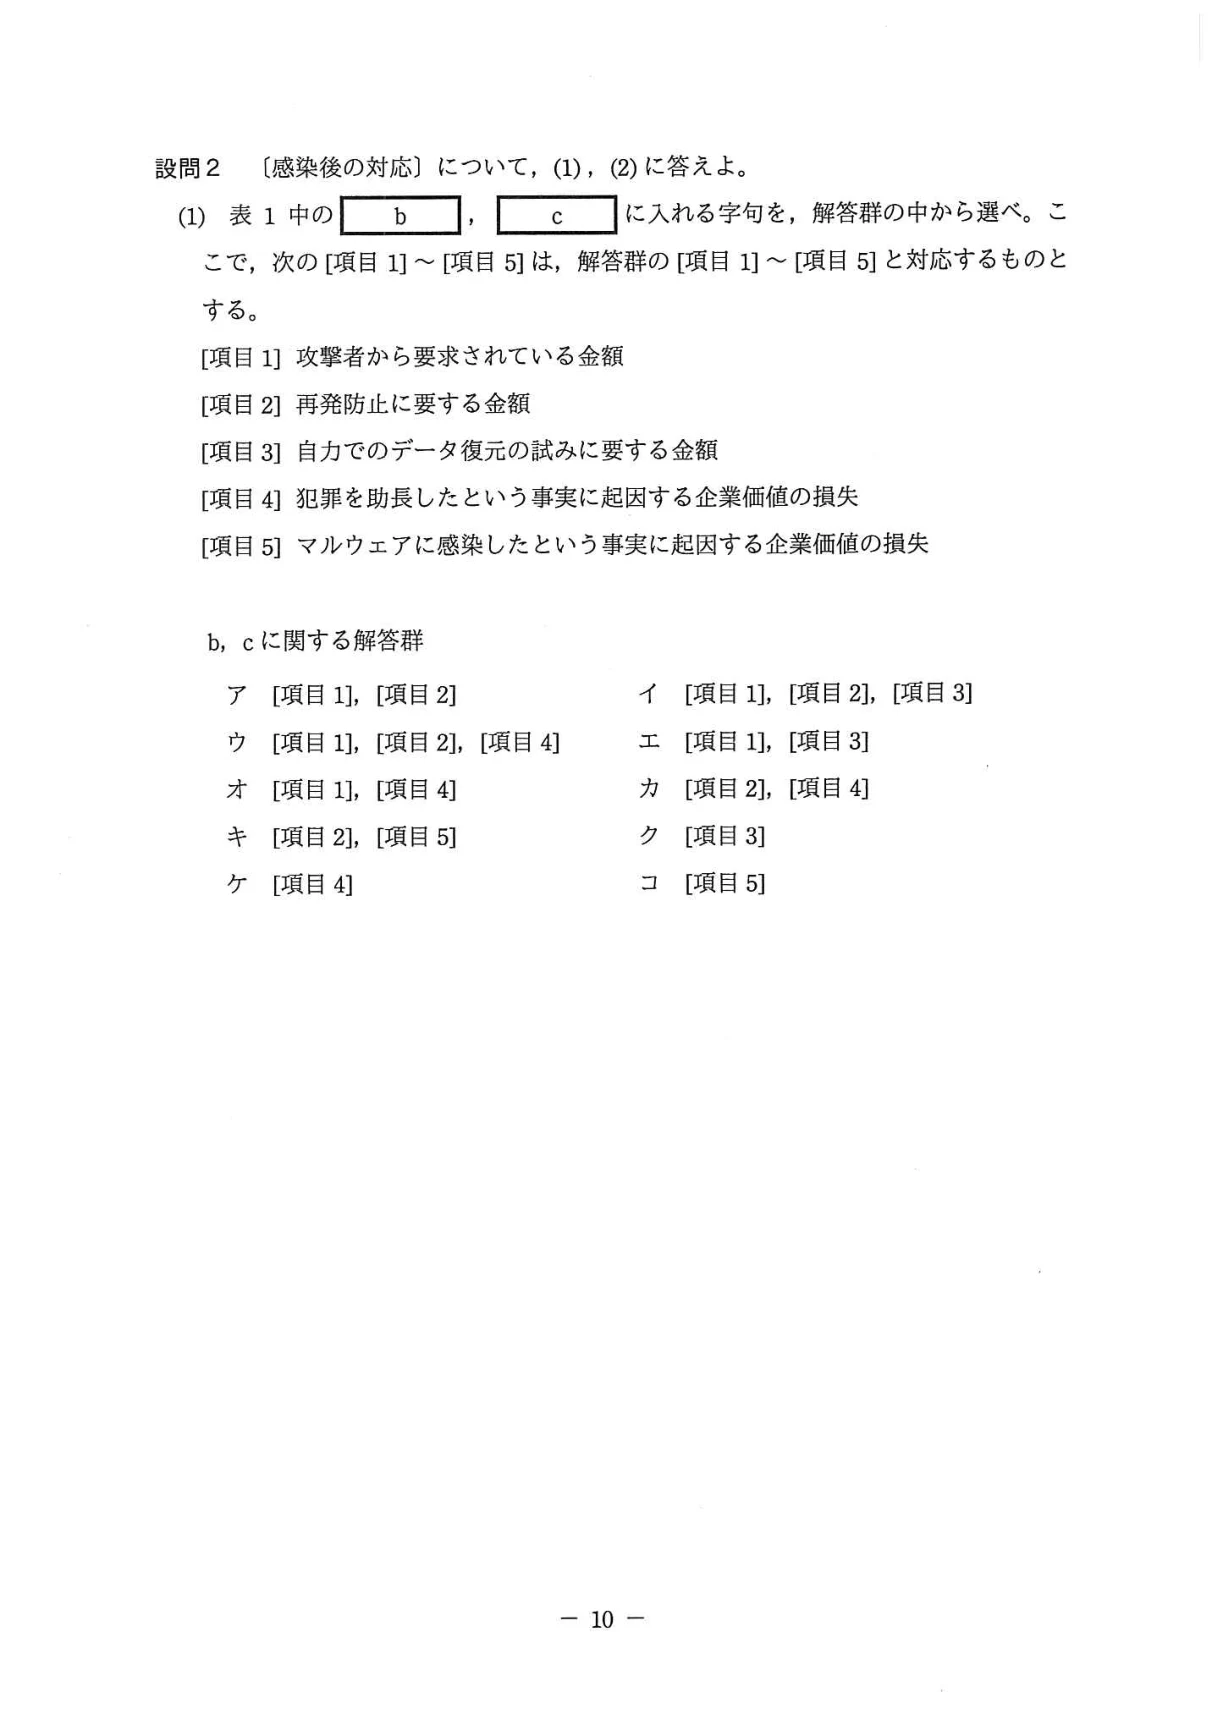 設問2 〔感染後の対応〕について，(1)，(2)に答えよ。
(1) 表 1 中の b ， c に入れる字句を，解答群の中から選べ。こ
こで，次の [項目 1] ～ [項目 5] は，解答群の [項目 1] ～ [項目 5] と対応するものと
する。
[項目 1] 攻撃者から要求されている金額
[項目 2] 再発防止に要する金額
[項目 3] 自力でのデータ復元の試みに要する金額
[項目 4] 犯罪を助長したという事実に起因する企業価値の損失
[項目 5] マルウェアに感染したという事実に起因する企業価値の損失
b，c に関する解答群
ア [項目 1]，[項目 2] イ [項目 1]，[項目 2]，[項目 3]
ウ [項目 1]，[項目 2]，[項目 4] エ [項目 1]，[項目 3]
オ [項目 1]，[項目 4] カ [項目 2]，[項目 4]
キ [項目 2]，[項目 5] ク [項目 3]
ケ [項目 4] コ [項目 5]
－ 10 －